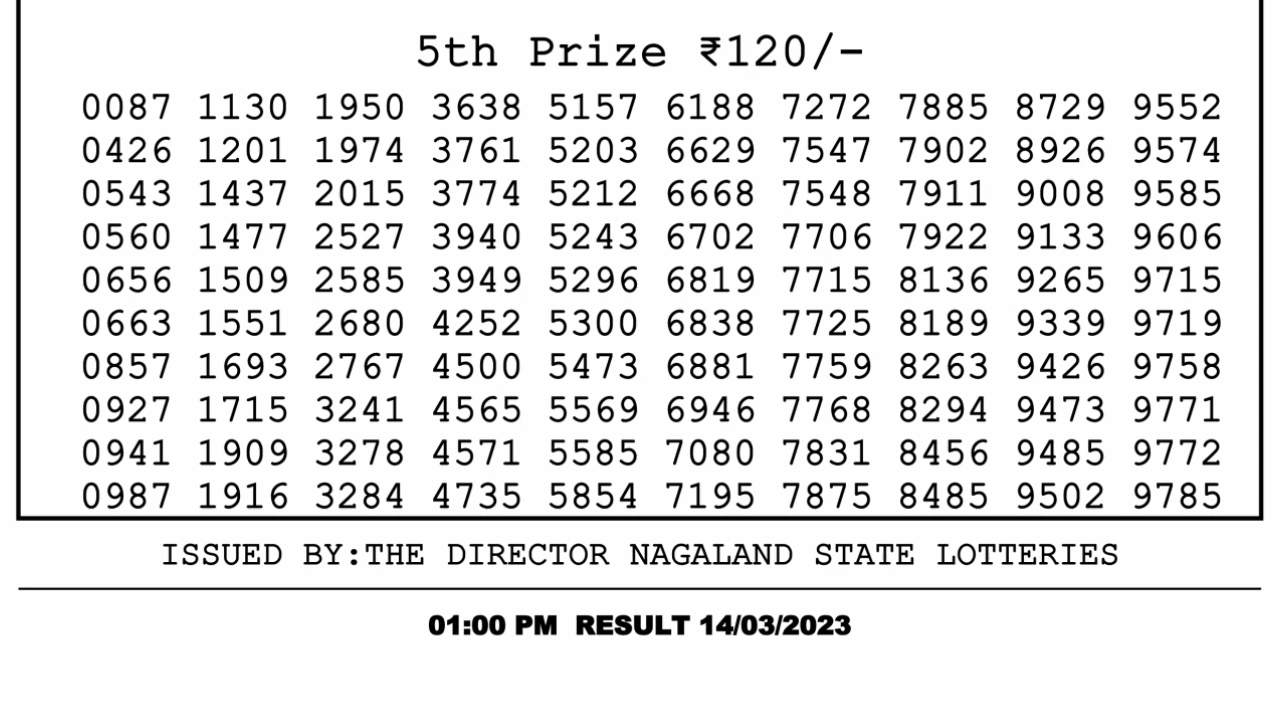 5th Prize ₹120/-
0087 1130 1950 3638 5157 6188 7272 7885 8729 9552
0426 1201 1974 3761 5203 6629 7547 7902 8926 9574
0543 1437 2015 3774 5212 6668 7548 7911 9008 9585
0560 1477 2527 3940 5243 6702 7706 7922 9133 9606
0656 1509 2585 3949 5296 6819 7715 8136 9265 9715
0663 1551 2680 4252 5300 6838 7725 8189 9339 9719
0857 1693 2767 4500 5473 6881 7759 8263 9426 9758
0927 1715 3241 4565 5569 6946 7768 8294 9473 9771
0941 1909 3278 4571 5585 7080 7831 8456 9485 9772
0987 1916 3284 4735 5854 7195 7875 8485 9502 9785
ISSUED BY:THE DIRECTOR NAGALAND STATE LOTTERIES
01:00 PM RESULT 14/03/2023